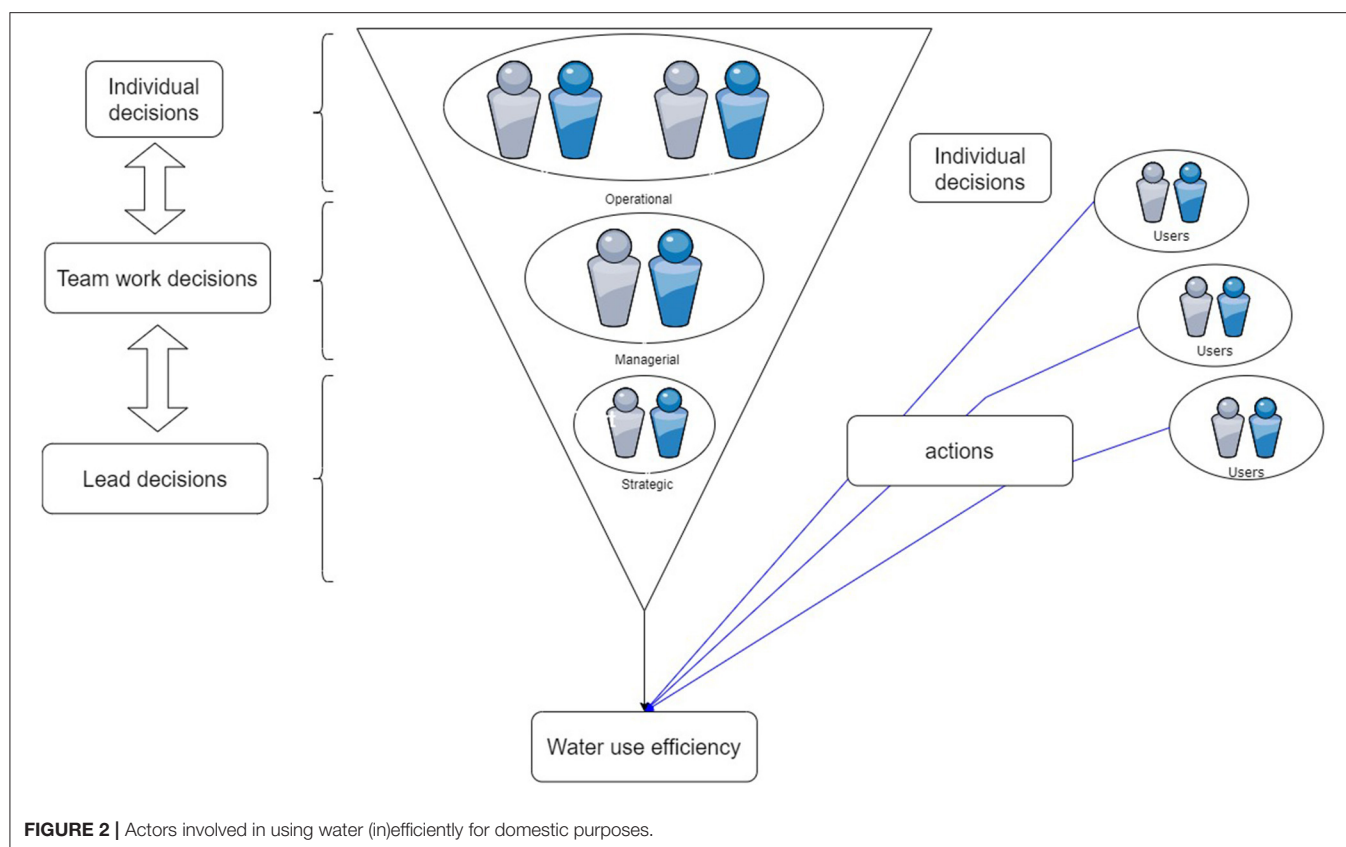 Individual
decisions
Team work decisions
Lead decisions
Operational
Managerial
Strategic
Individual
decisions
Users
Users
Users
actions
Water use efficiency
FIGURE 2 | Actors involved in using water (in)efficiently for domestic purposes.